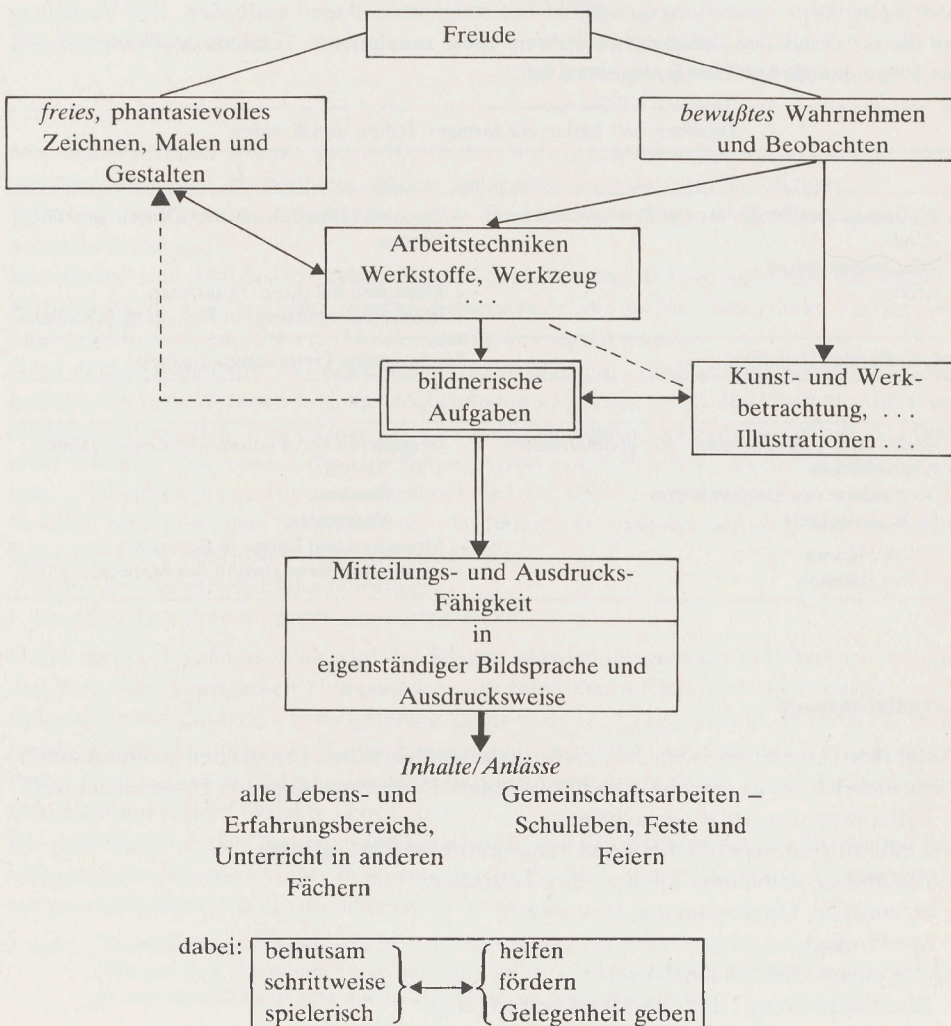 Freude
freies, phantasievolles
Zeichnen, Malen und
Gestalten
bewußtes Wahrnehmen
und Beobachten
Arbeitstechniken
Werkstoffe, Werkzeug
. . .
bildnerische
Aufgaben
Kunst- und Werk-
betrachtung, . . .
Illustrationen . . .
Mitteilungs- und Ausdrucks-
Fähigkeit
in
eigenständiger Bildsprache und
Ausdrucksweise
Inhalte/Anlässe
alle Lebens- und
Erfahrungsbereiche,
Unterricht in anderen
Fächern
Gemeinschaftsarbeiten –
Schulleben, Feste und
Feiern
dabei:
behutsam
schrittweise
spielerisch
helfen
fördern
Gelegenheit geben